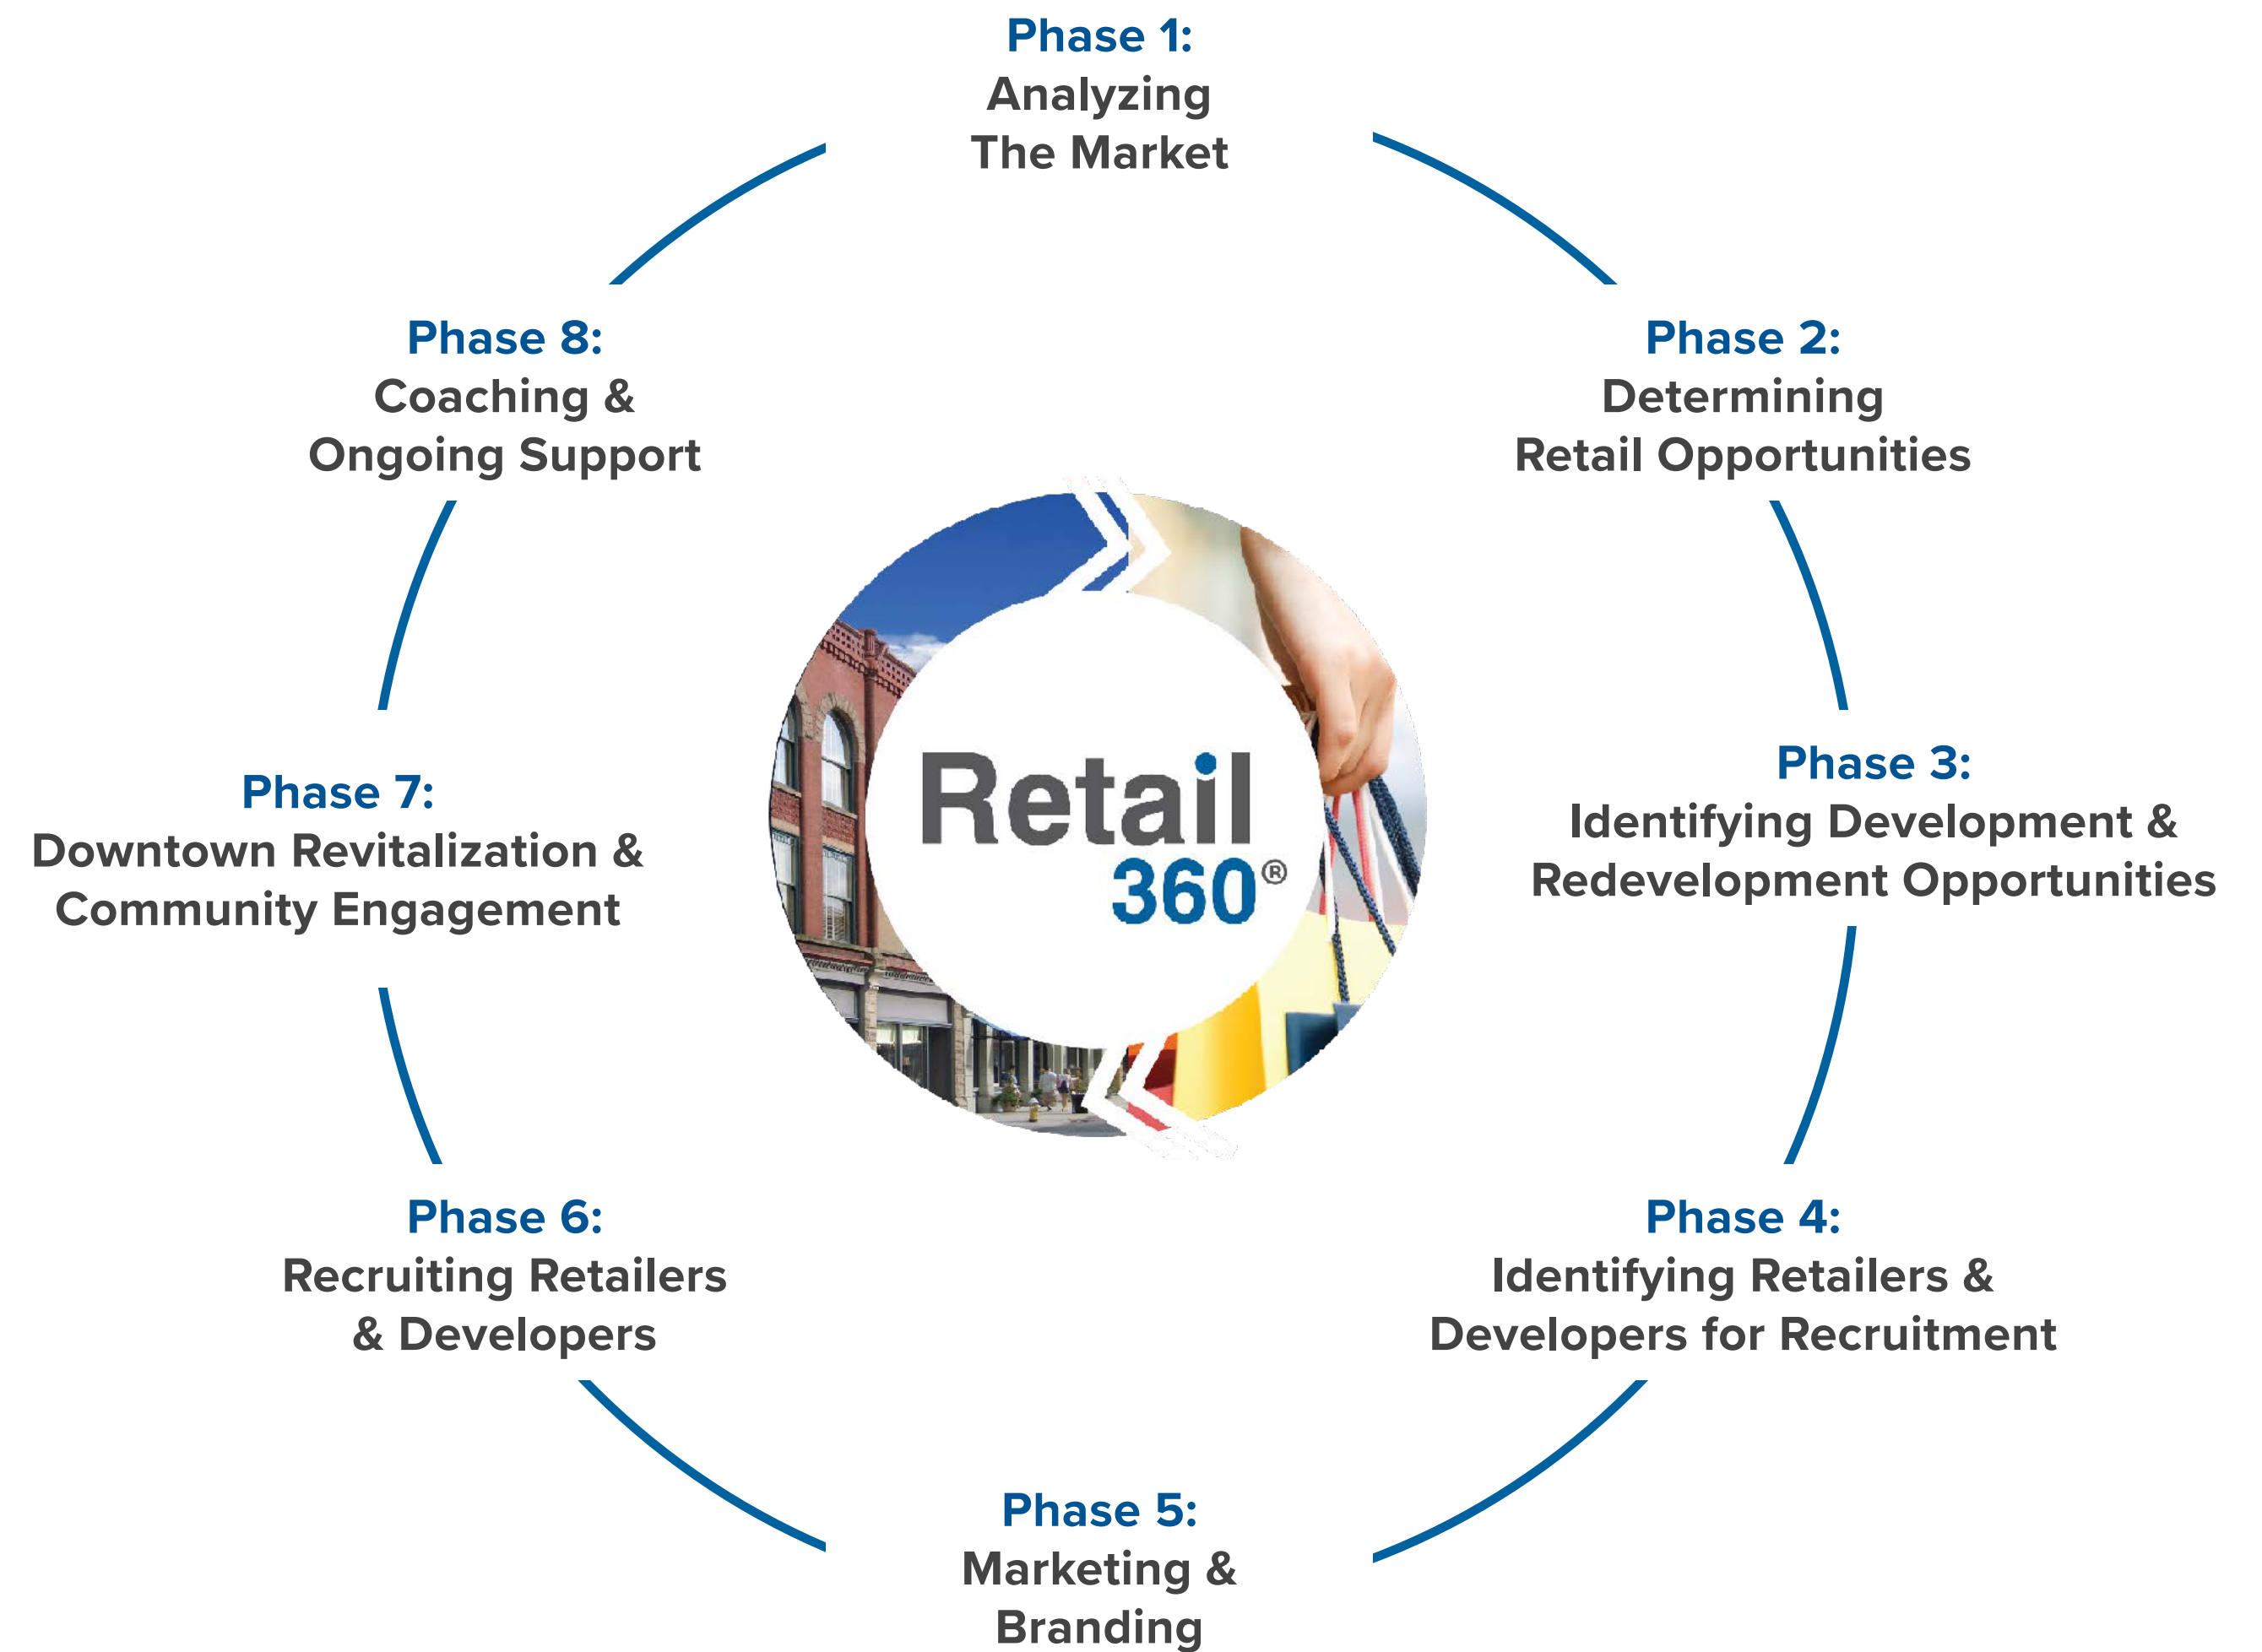 Phase 1:
Analyzing
The Market
Phase 2:
Determining
Retail Opportunities
Phase 3:
Identifying Development &
Redevelopment Opportunities
Phase 4:
Identifying Retailers &
Developers for Recruitment
Phase 5:
Marketing &
Branding
Phase 6:
Recruiting Retailers
& Developers
Phase 7:
Downtown Revitalization &
Community Engagement
Phase 8:
Coaching &
Ongoing Support
Retail
360®